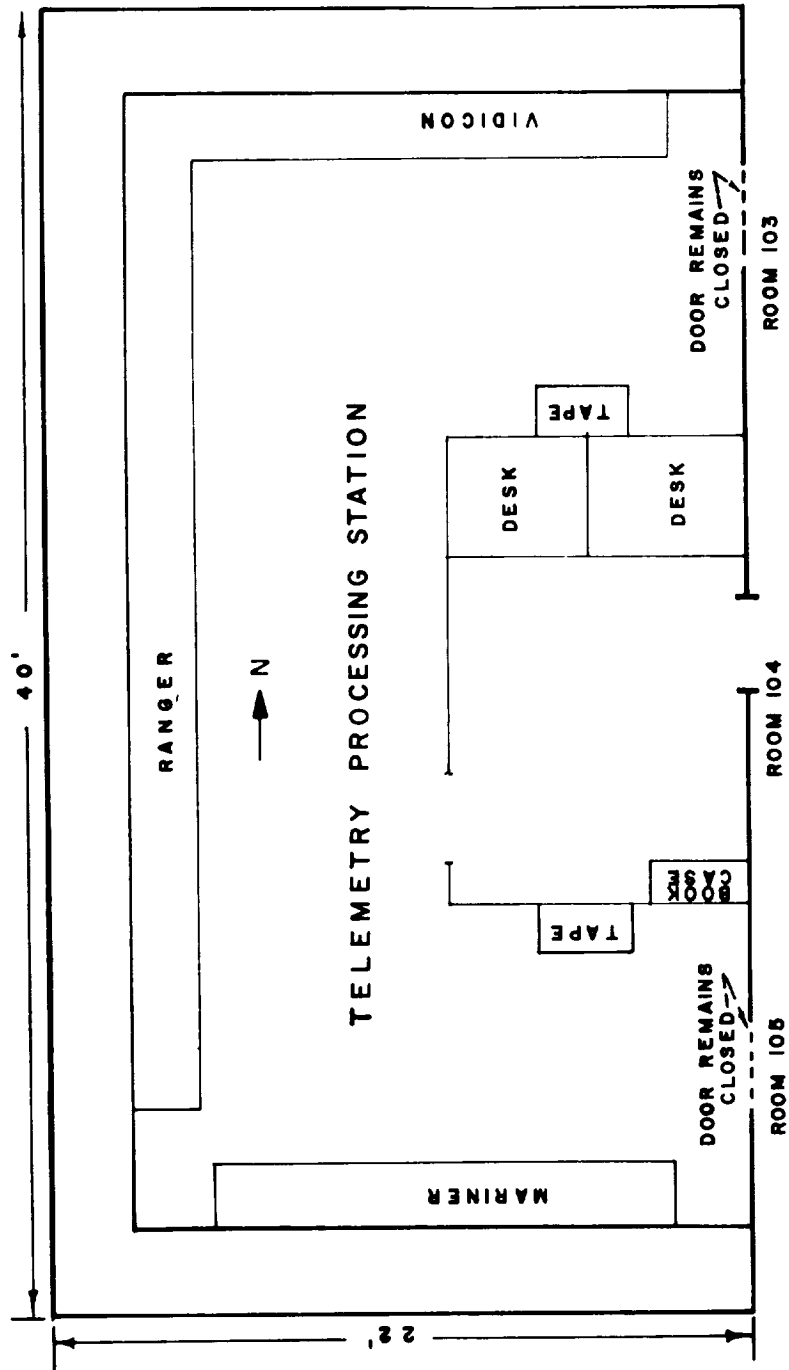 40'
22'
RANGER
VIDICON
MARINER
N
TELEMETRY PROCESSING STATION
TAPE
TAPE
DESK
DESK
BOOK
CASE
DOOR REMAINS
CLOSED
ROOM 105
ROOM 104
DOOR REMAINS
CLOSED
ROOM 103